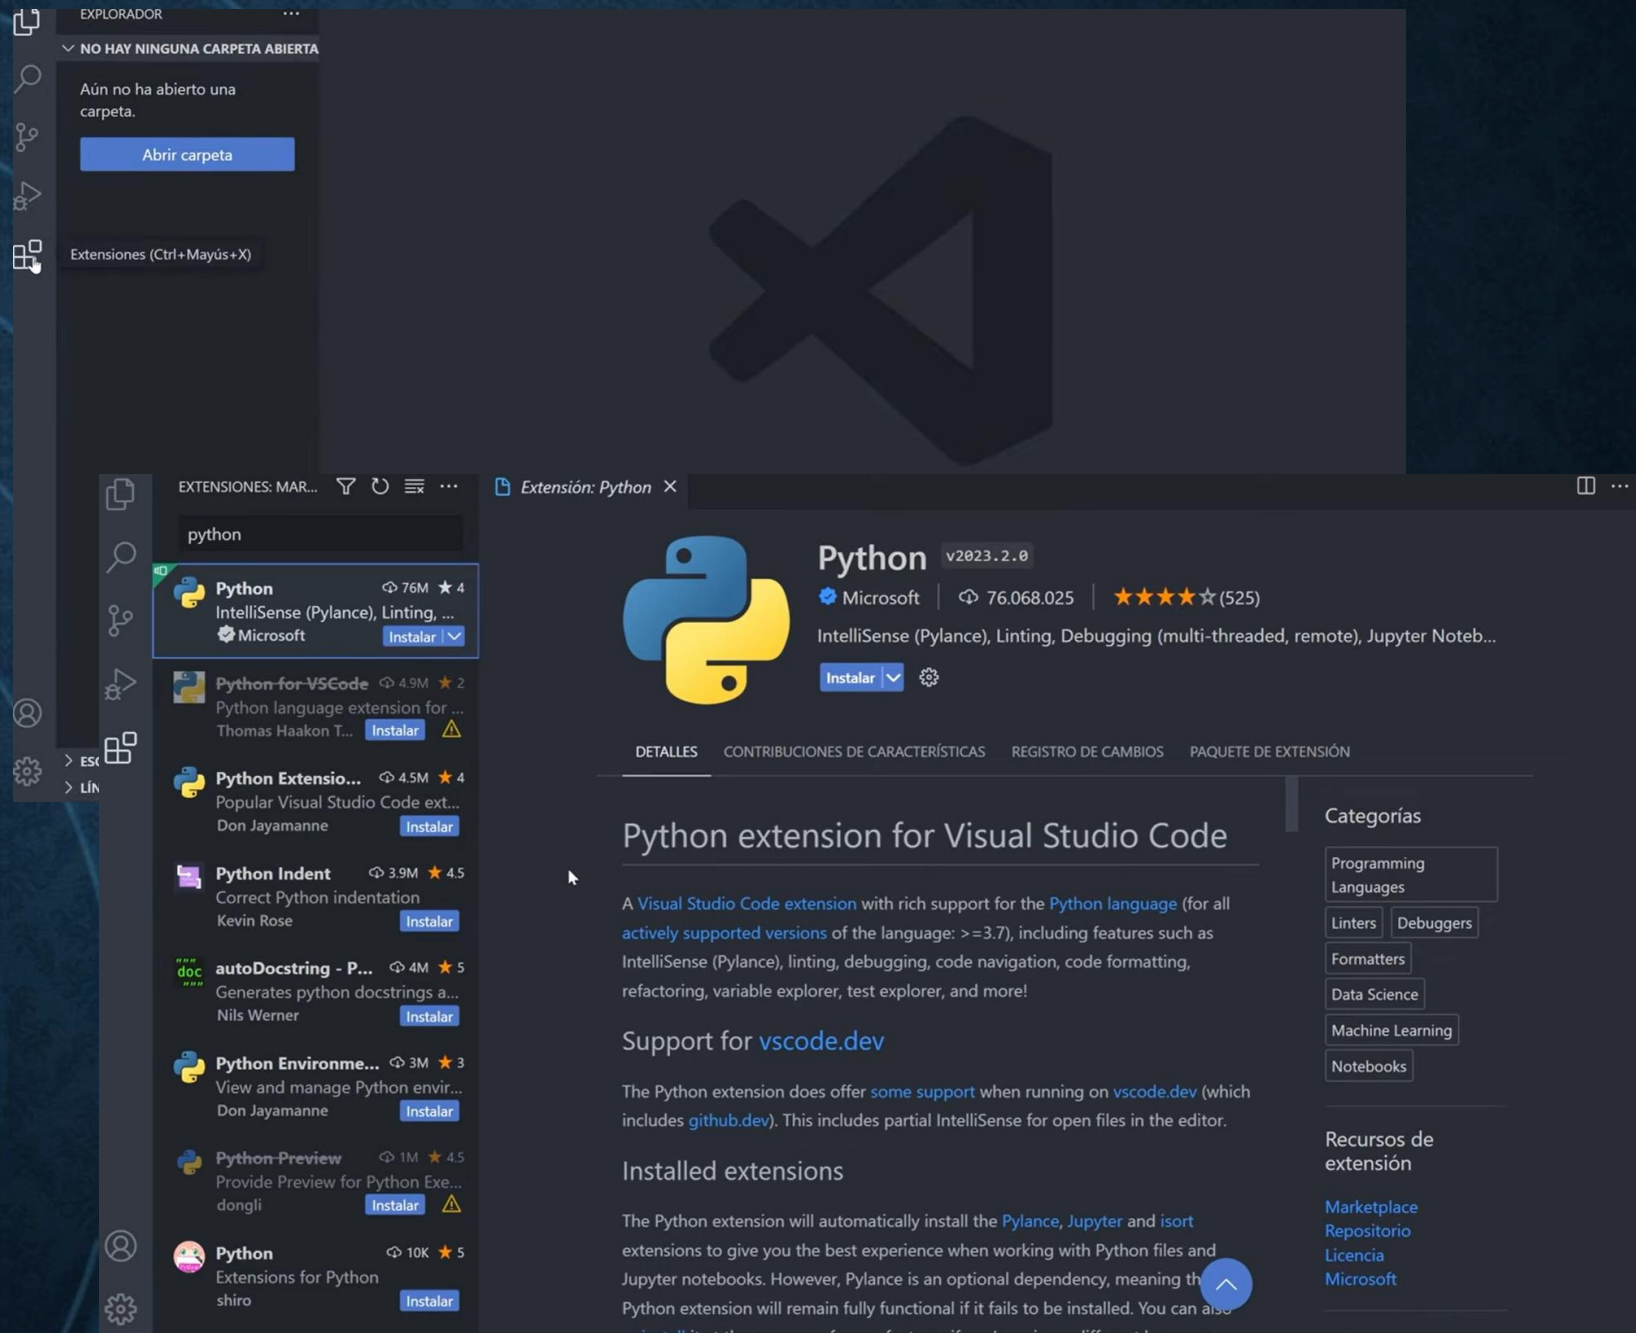 EXPLORADOR ...
NO HAY NINGUNA CARPETA ABIERTA
Aún no ha abierto una
carpeta.
Abrir carpeta
Extensiones (Ctrl+Mayús+X)
EXTENSIONES: MAR... ...
python
Python 76M ★ 4
IntelliSense (Pylance), Linting, ...
Microsoft Instalar
Python for VSCode 4.9M ★ 2
Python language extension for ...
Thomas Haakon T... Instalar
Python Extensio... 4.5M ★ 4
Popular Visual Studio Code ext...
Don Jayamanne Instalar
Python Indent 3.9M ★ 4.5
Correct Python indentation
Kevin Rose Instalar
doc
autoDocstring - P... 4M ★ 5
Generates python docstrings a...
Nils Werner Instalar
Python Environme... 3M ★ 3
View and manage Python envir...
Don Jayamanne Instalar
Python Preview 1M ★ 4.5
Provide Preview for Python Exe...
dongli Instalar
Python 10K ★ 5
Extensions for Python
shiro Instalar
Extensión: Python ...
Python v2023.2.0
Microsoft | 76.068.025 | ★★★★☆(525)
IntelliSense (Pylance), Linting, Debugging (multi-threaded, remote), Jupyter Noteb...
Instalar
DETALLES CONTRIBUCIONES DE CARACTERÍSTICAS REGISTRO DE CAMBIOS PAQUETE DE EXTENSIÓN
Python extension for Visual Studio Code
A Visual Studio Code extension with rich support for the Python language (for all
actively supported versions of the language: >=3.7), including features such as
IntelliSense (Pylance), linting, debugging, code navigation, code formatting,
refactoring, variable explorer, test explorer, and more!
Support for vscode.dev
The Python extension does offer some support when running on vscode.dev (which
includes github.dev). This includes partial IntelliSense for open files in the editor.
Installed extensions
The Python extension will automatically install the Pylance, Jupyter and isort
extensions to give you the best experience when working with Python files and
Jupyter notebooks. However, Pylance is an optional dependency, meaning
Python extension will remain fully functional if it fails to be installed. You can also
Categorías
Programming
Languages
Linters Debuggers
Formatters
Data Science
Machine Learning
Notebooks
Recursos de
extensión
Marketplace
Repositorio
Licencia
Microsoft